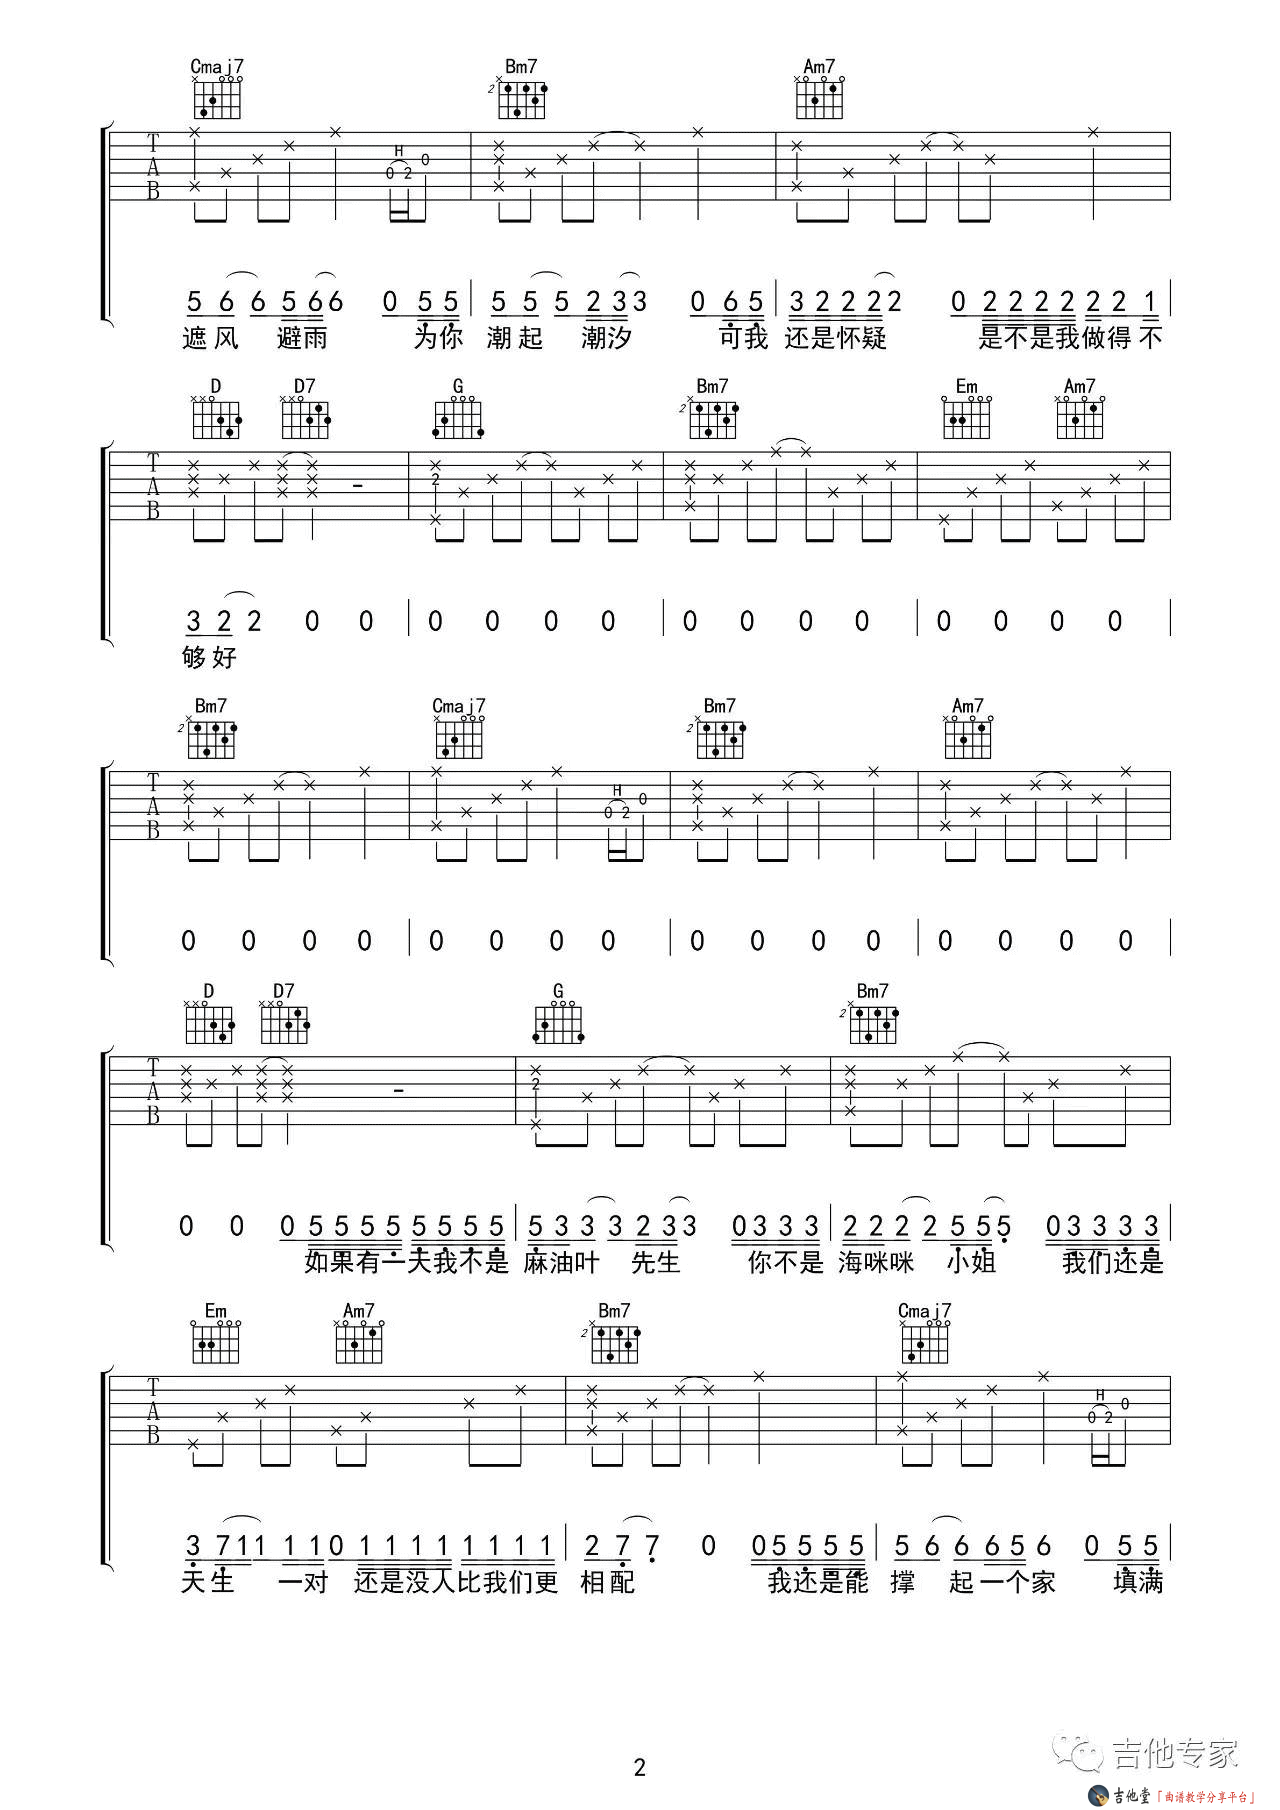 Cmaj7 Bm7 Am7
2
T A B
H
0 2 0
5 6 6 5 6 6 0 5 5 5 5 5 2 3 3 0 6 5 3 2 2 2 2 0 2 2 2 2 2 2 1
遮风 避雨 为你 潮起 潮汐 可我 还是怀疑 是不是我做得不
D D7 G Bm7 Em Am7
2
T A B
2
3 2 2 0 0 0 0 0 0 0 0 0 0 0 0 0 0
够好
Bm7 Cmaj7 Bm7 Am7
2 2
T A B
H
0 2 0
0 0 0 0 0 0 0 0 0 0 0 0 0 0 0 0
D D7 G Bm7
2
T A B
2
0 0 0 5 5 5 5 5 5 5 5 5 3 3 3 2 3 3 0 3 3 3 2 2 2 2 5 5 5 0 3 3 3 3
如果有一天我不是 麻油叶 先生 你不是 海咪咪 小姐 我们还是
Em Am7 Bm7 Cmaj7
2
T A B
H
0 2 0
3 7 1 1 1 1 0 1 1 1 1 1 1 1 1 2 7 7 0 0 5 5 5 5 5 6 6 6 5 6 0 5 5
天生 一对 还是没人比我们更 相配 我还是能 撑 起一个家 填满
2
吉他专家
吉他堂「曲谱教学分享平台」